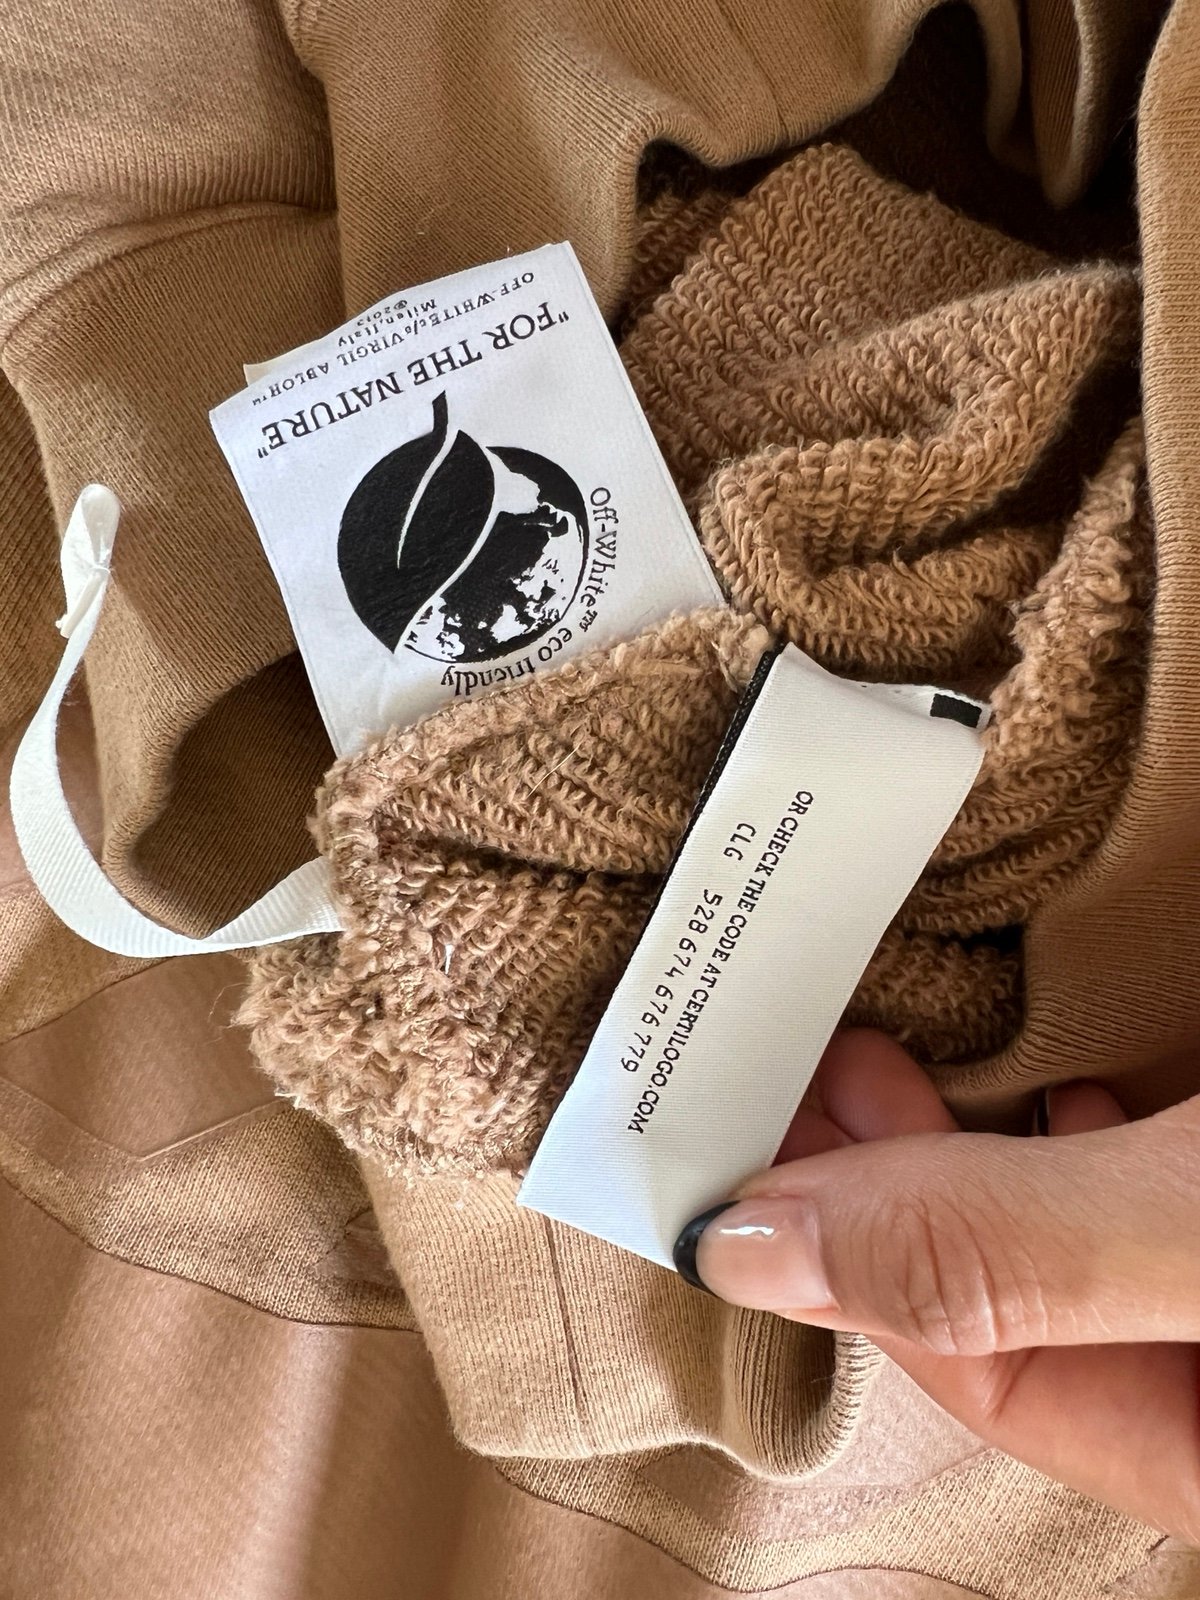 "FOR THE NATURE"
OFF-WHITE c/o VIRGIL ABLOH™
Milan, Italy
©2013
Off-White™ eco friendly
OR CHECK THE CODE AT CERTILOGO.COM
CLG 528 674 676 779